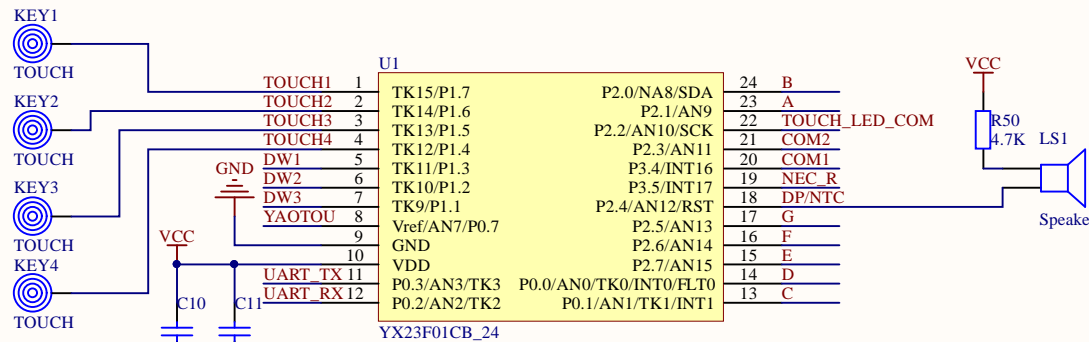 KEY1
TOUCH
KEY2
TOUCH
KEY3
TOUCH
KEY4
TOUCH
U1
TOUCH1 1 TK15/P1.7
TOUCH2 2 TK14/P1.6
TOUCH3 3 TK13/P1.5
TOUCH4 4 TK12/P1.4
DW1 5 TK11/P1.3
DW2 6 TK10/P1.2
DW3 7 TK9/P1.1
YAOTOU 8 Vref/AN7/P0.7
9 GND
10 VDD
UART_TX 11 P0.3/AN3/TK3
UART_RX 12 P0.2/AN2/TK2
GND
VCC
C10
C11
P2.0/NA8/SDA 24 B
P2.1/AN9 23 A
P2.2/AN10/SCK 22 TOUCH_LED_COM
P2.3/AN11 21 COM2
P3.4/INT16 20 COM1
P3.5/INT17 19 NEC_R
P2.4/AN12/RST 18 DP/NTC
P2.5/AN13 17 G
P2.6/AN14 16 F
P2.7/AN15 15 E
P0.0/AN0/TK0/INT0/FLT0 14 D
P0.1/AN1/TK1/INT1 13 C
YX23F01CB_24
VCC
R50
4.7K
LS1
Speake